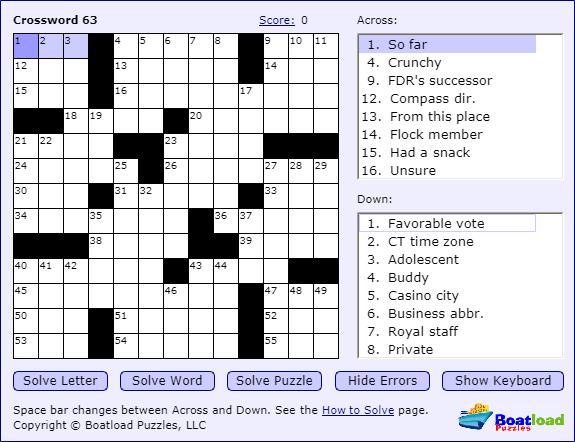 Crossword 63
Score: 0
1 2 3 4 5 6 7 8 9 10 11
12 13 14
15 16 17
18 19 20
21 22 23
24 25 26 27 28 29
30 31 32 33
34 35 36 37
38 39
40 41 42 43 44
45 46 47 48 49
50 51 52
53 54 55
Across:
1. So far
4. Crunchy
9. FDR's successor
12. Compass dir.
13. From this place
14. Flock member
15. Had a snack
16. Unsure
Down:
1. Favorable vote
2. CT time zone
3. Adolescent
4. Buddy
5. Casino city
6. Business abbr.
7. Royal staff
8. Private
Solve Letter Solve Word Solve Puzzle Hide Errors Show Keyboard
Space bar changes between Across and Down. See the How to Solve page.
Copyright © Boatload Puzzles, LLC
Boatload
Puzzles